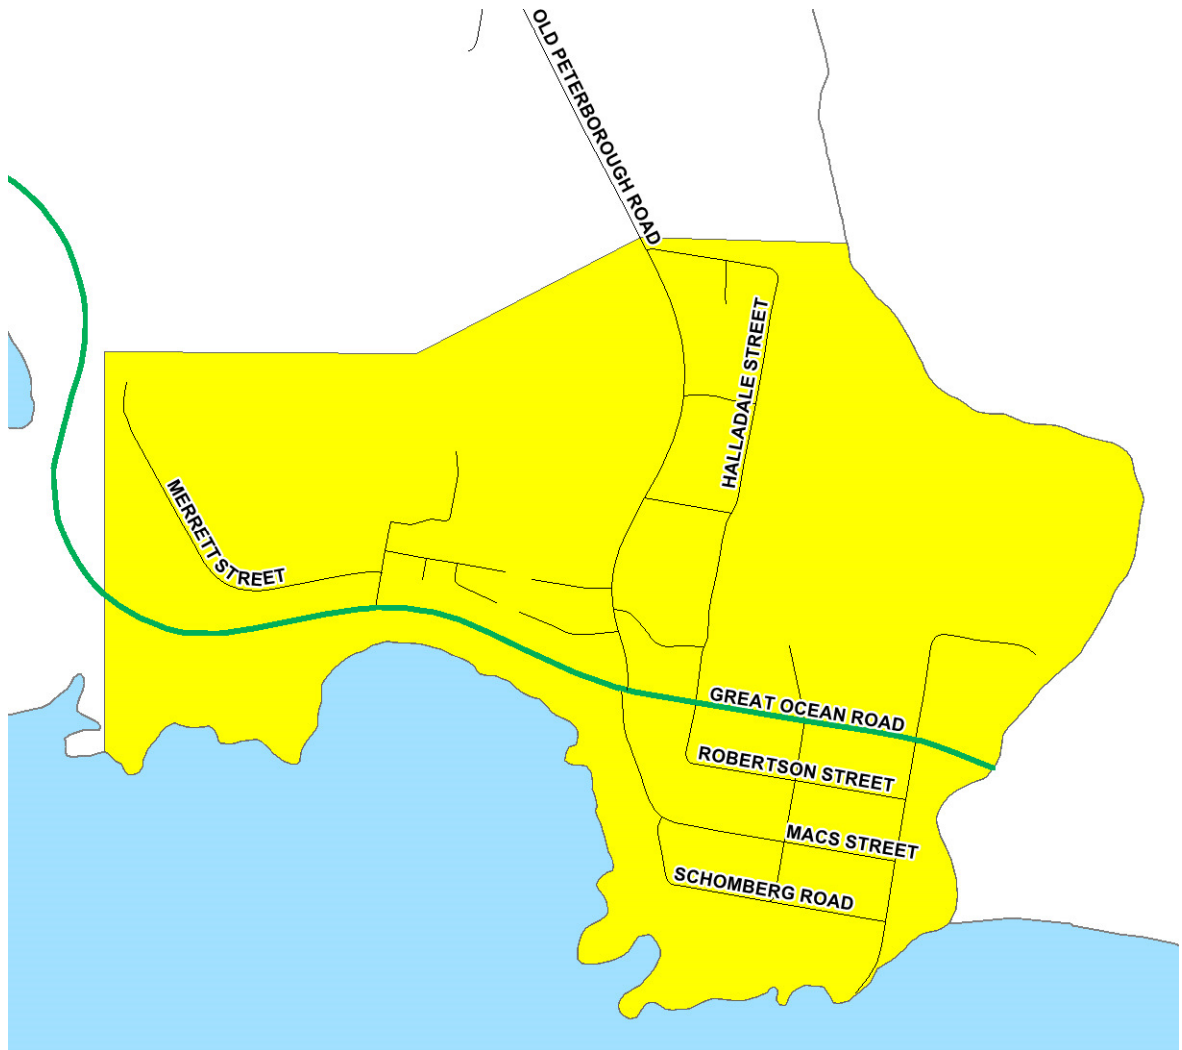 OLD PETERBOROUGH ROAD
HALLADALE STREET
MERRETT STREET
GREAT OCEAN ROAD
ROBERTSON STREET
MACS STREET
SCHOMBERG ROAD